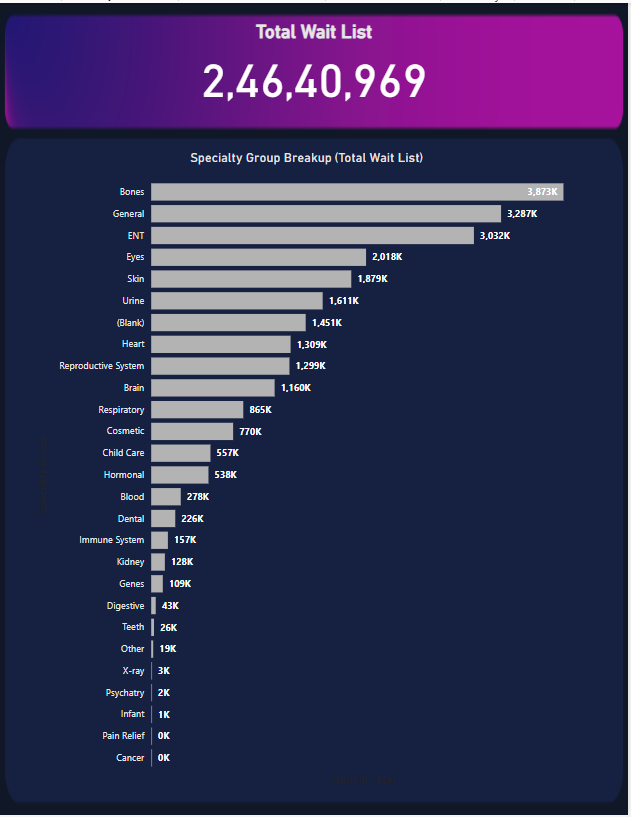 Total Wait List
2,46,40,969
Specialty Group Breakup (Total Wait List)
Bones 3,873K
General 3,287K
ENT 3,032K
Eyes 2,018K
Skin 1,879K
Urine 1,611K
(Blank) 1,451K
Heart 1,309K
Reproductive System 1,299K
Brain 1,160K
Respiratory 865K
Cosmetic 770K
Child Care 557K
Hormonal 538K
Blood 278K
Dental 226K
Immune System 157K
Kidney 128K
Genes 109K
Digestive 43K
Teeth 26K
Other 19K
X-ray 3K
Psychatry 2K
Infant 1K
Pain Relief 0K
Cancer 0K